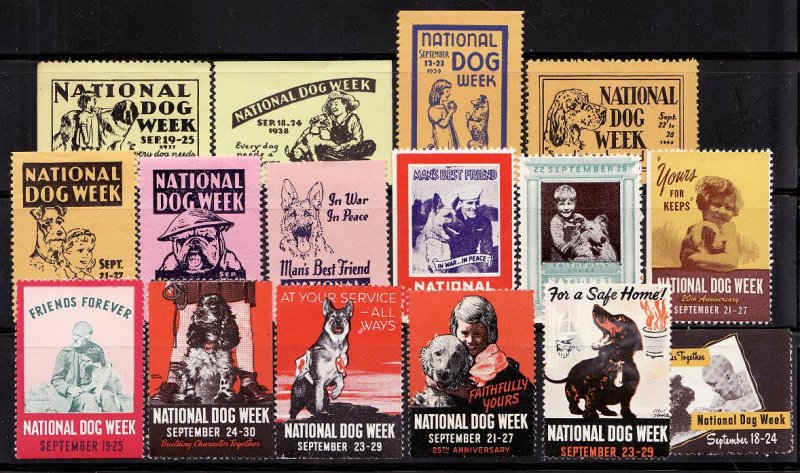 NATIONAL
DOG
WEEK
SEP. 19-25
1937
dog needs
NATIONAL DOG WEEK
SEP. 18-24
1938
Every dog
needs a
NATIONAL
SEPTEMBER
13-23
1939
DOG
WEEK
NATIONAL
DOG
WEEK
Sept.
22 to
28
1940
NATIONAL
DOG WEEK
SEPT.
21-27
NATIONAL
DOG WEEK
SEP
In War
In Peace
Man's Best Friend
NATIONAL
MAN'S BEST FRIEND
IN WAR... IN PEACE
NATIONAL
22 SEPTEMBER 28
FAITHFULLY
YOURS
"Yours
FOR
KEEPS"
NATIONAL DOG WEEK
20th Anniversary
SEPTEMBER 21-27
FRIENDS FOREVER
NATIONAL DOG WEEK
SEPTEMBER 19-25
NATIONAL DOG WEEK
SEPTEMBER 24-30
Building Character Together
AT YOUR SERVICE
—ALL
WAYS
NATIONAL DOG WEEK
SEPTEMBER 23-29
FAITHFULLY
YOURS
NATIONAL DOG WEEK
SEPTEMBER 21-27
25TH ANNIVERSARY
For a Safe Home!
NATIONAL DOG WEEK
SEPTEMBER 23-29
Together
National Dog Week
September 18-24